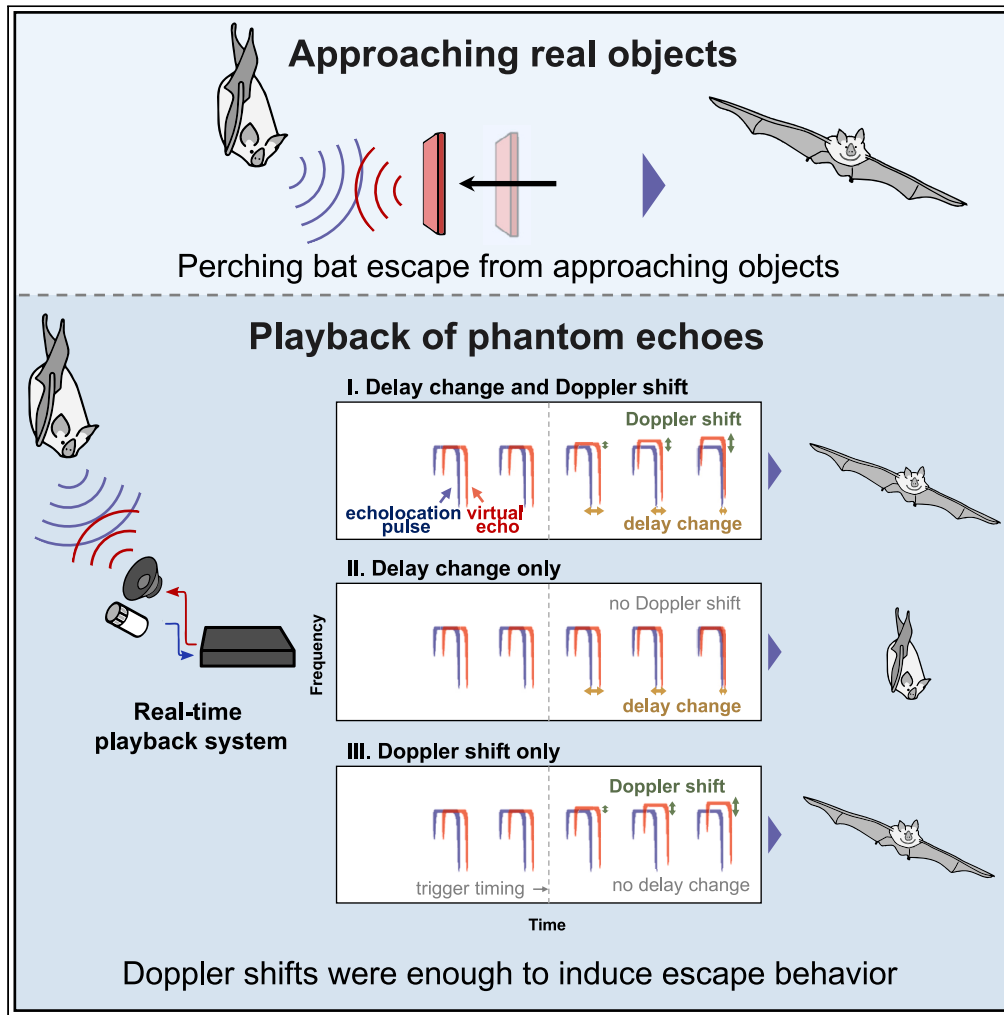 Approaching real objects
Perching bat escape from approaching objects
Playback of phantom echoes
I. Delay change and Doppler shift
Doppler shift
echolocation
pulse
virtual
echo
delay change
II. Delay change only
no Doppler shift
delay change
Frequency
Real-time
playback system
III. Doppler shift only
Doppler shift
trigger timing
no delay change
Time
Doppler shifts were enough to induce escape behavior